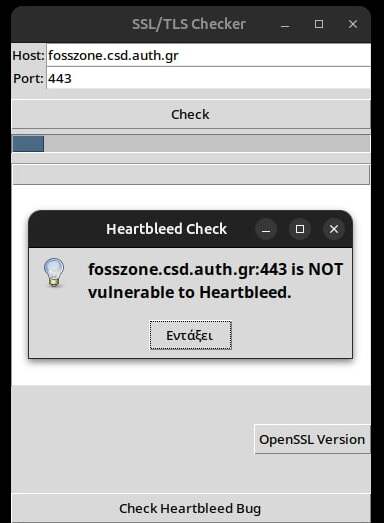 SSL/TLS Checker
Host: fosszone.csd.auth.gr
Port: 443
Check
Heartbleed Check
fosszone.csd.auth.gr:443 is NOT
vulnerable to Heartbleed.
Εντάξει
OpenSSL Version
Check Heartbleed Bug